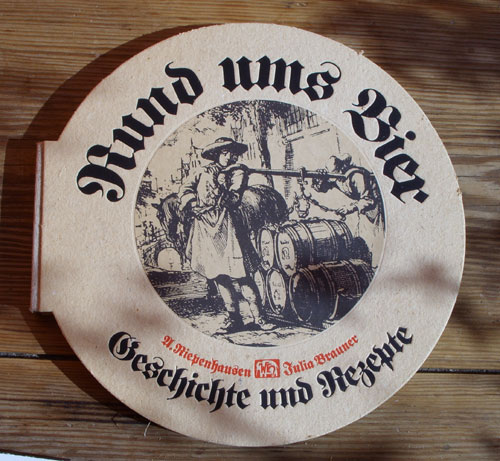 Rund ums Bier
A. Riepenhausen Julia Brauner
Geschichte und Rezepte